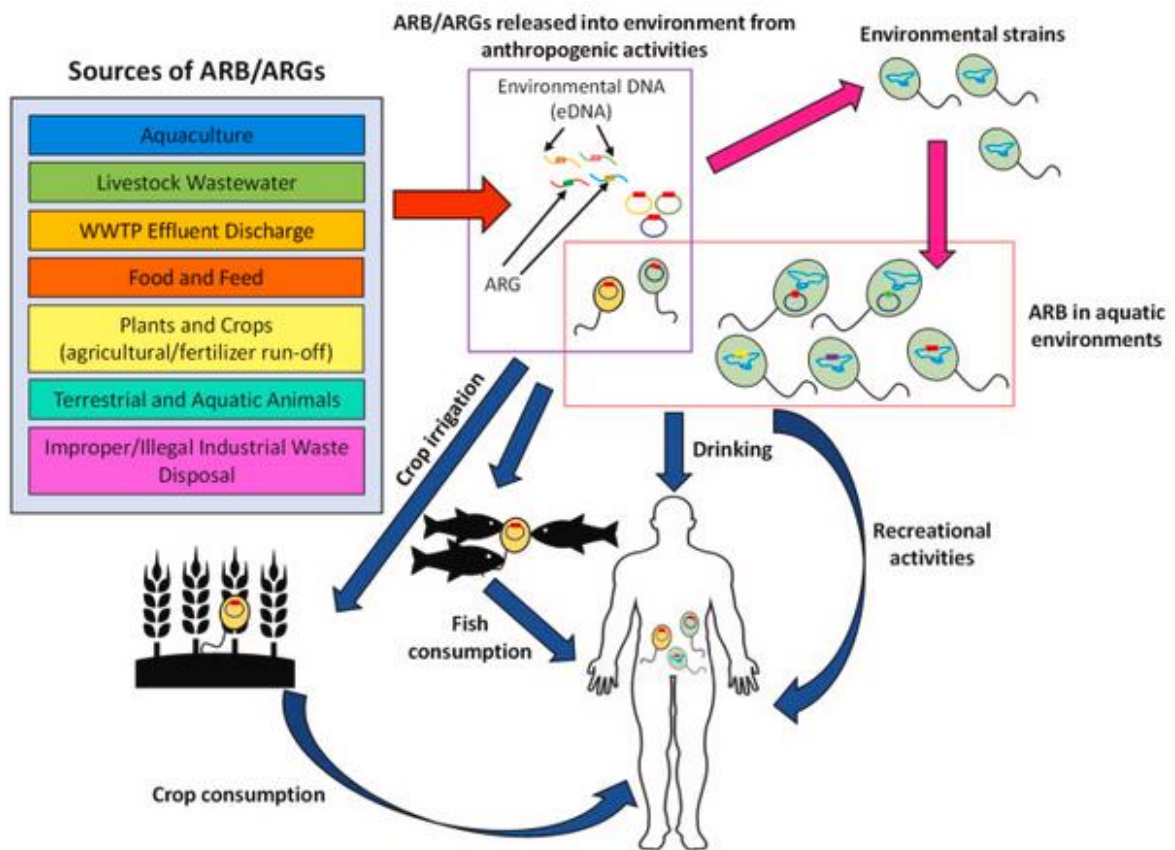 ARB/ARGs released into environment from
anthropogenic activities
Environmental strains
Sources of ARB/ARGs
Environmental DNA
(eDNA)
Aquaculture
Livestock Wastewater
WWTP Effluent Discharge
Food and Feed
ARG
Plants and Crops
(agricultural/fertilizer run-off)
ARB in aquatic
environments
Terrestrial and Aquatic Animals
Improper/Illegal Industrial Waste
Disposal
Crop irrigation
Drinking
Recreational
activities
Fish
consumption
Crop consumption